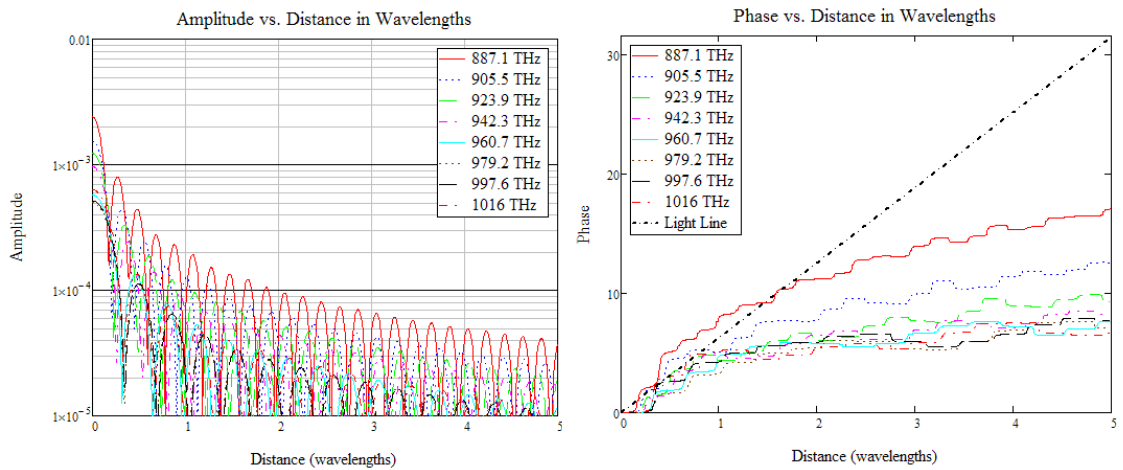 Amplitude vs. Distance in Wavelengths
0.01
1×10⁻³
1×10⁻⁴
1×10⁻⁵
Amplitude
887.1 THz
905.5 THz
923.9 THz
942.3 THz
960.7 THz
979.2 THz
997.6 THz
1016 THz
0 1 2 3 4 5
Distance (wavelengths)
Phase vs. Distance in Wavelengths
30
20
10
0
Phase
887.1 THz
905.5 THz
923.9 THz
942.3 THz
960.7 THz
979.2 THz
997.6 THz
1016 THz
Light Line
0 1 2 3 4 5
Distance (wavelengths)